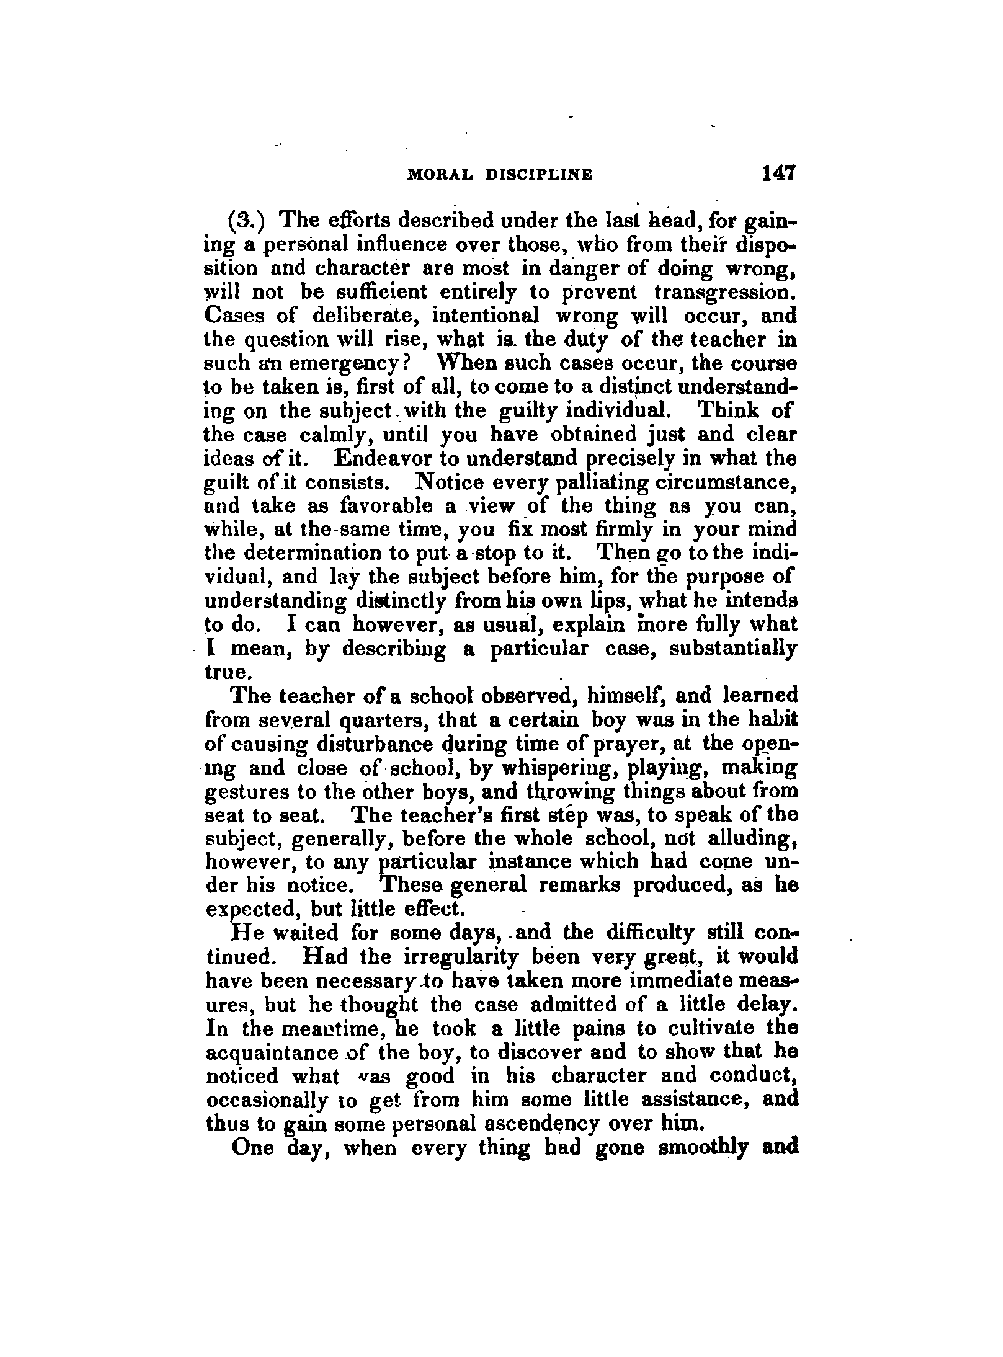 MORAL DISCIPLINE 147
(3.) The efforts described under the last head, for gain-
ing a personal influence over those, who from their dispo-
sition and character are most in danger of doing wrong,
will not be sufficient entirely to prevent transgression.
Cases of deliberate, intentional wrong will occur, and
the question will rise, what is the duty of the teacher in
such an emergency? When such cases occur, the course
to be taken is, first of all, to come to a distinct understand-
ing on the subject with the guilty individual. Think of
the case calmly, until you have obtained just and clear
ideas of it. Endeavor to understand precisely in what the
guilt of it consists. Notice every palliating circumstance,
and take as favorable a view of the thing as you can,
while, at the same time, you fix most firmly in your mind
the determination to put a stop to it. Then go to the indi-
vidual, and lay the subject before him, for the purpose of
understanding distinctly from his own lips, what he intends
to do. I can however, as usual, explain more fully what
I mean, by describing a particular case, substantially
true.
The teacher of a school observed, himself, and learned
from several quarters, that a certain boy was in the habit
of causing disturbance during time of prayer, at the open-
ing and close of school, by whispering, playing, making
gestures to the other boys, and throwing things about from
seat to seat. The teacher's first step was, to speak of the
subject, generally, before the whole school, not alluding,
however, to any particular instance which had come un-
der his notice. These general remarks produced, as he
expected, but little effect.
He waited for some days, and the difficulty still con-
tinued. Had the irregularity been very great, it would
have been necessary to have taken more immediate meas-
ures, but he thought the case admitted of a little delay.
In the meantime, he took a little pains to cultivate the
acquaintance of the boy, to discover and to show that he
noticed what was good in his character and conduct,
occasionally to get from him some little assistance, and
thus to gain some personal ascendency over him.
One day, when every thing had gone smoothly and